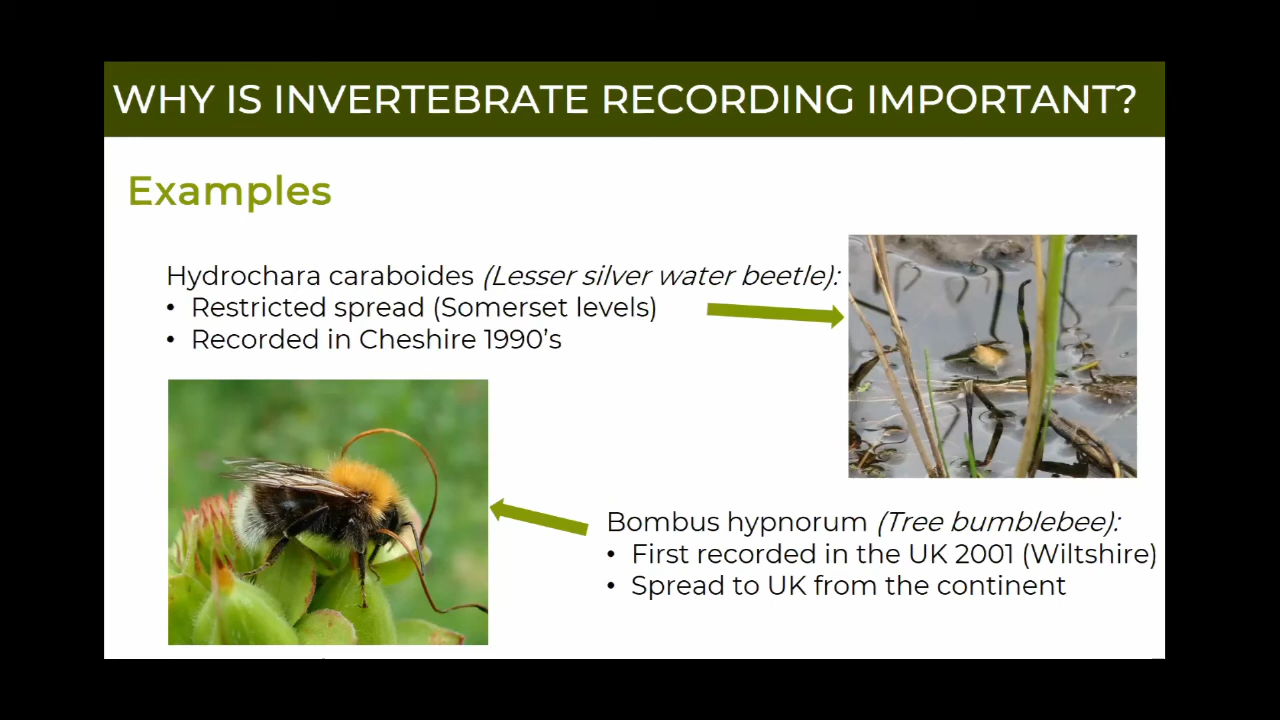 WHY IS INVERTEBRATE RECORDING IMPORTANT?
Examples
Hydrochara caraboides (Lesser silver water beetle):
• Restricted spread (Somerset levels)
• Recorded in Cheshire 1990’s
Bombus hypnorum (Tree bumblebee):
• First recorded in the UK 2001 (Wiltshire)
• Spread to UK from the continent